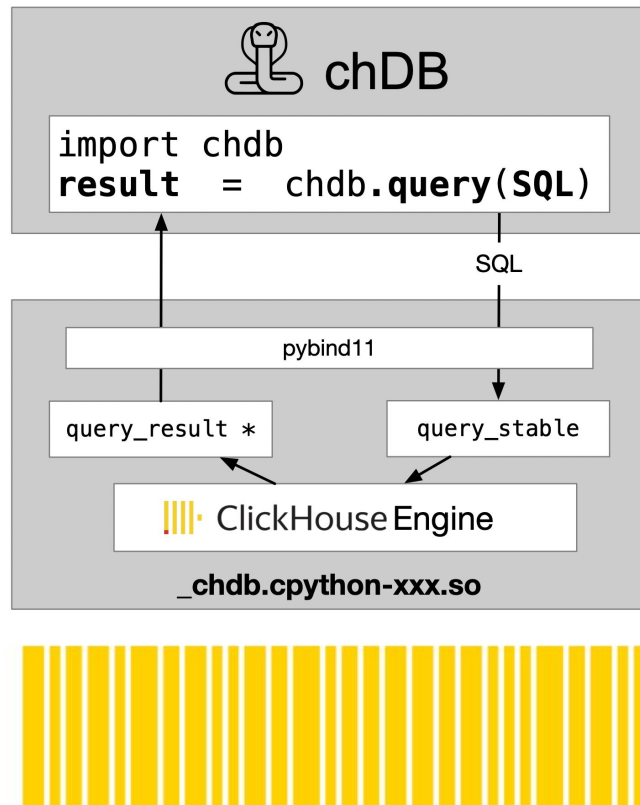 chDB
import chdb
result = chdb.query(SQL)
SQL
pybind11
query_result *
query_stable
ClickHouse Engine
_chdb.cpython-xxx.so